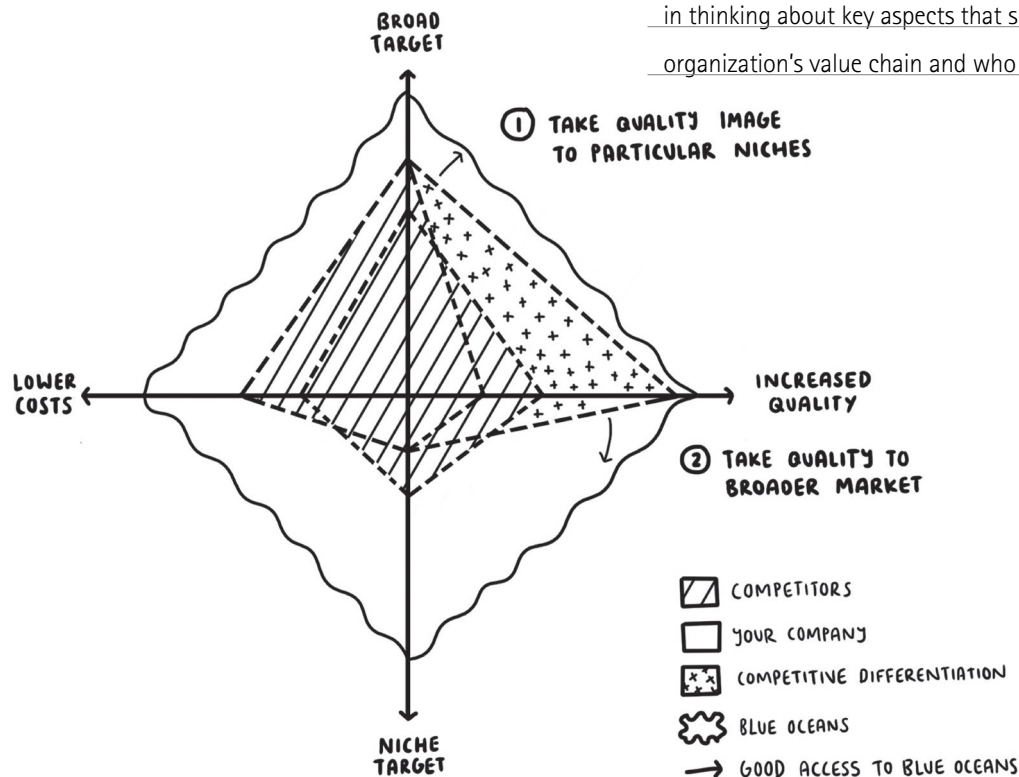 in thinking about key aspects that s
organization's value chain and who
BROAD
TARGET
1 TAKE QUALITY IMAGE
TO PARTICULAR NICHES
LOWER
COSTS
INCREASED
QUALITY
2 TAKE QUALITY TO
BROADER MARKET
COMPETITORS
YOUR COMPANY
COMPETITIVE DIFFERENTIATION
BLUE OCEANS
GOOD ACCESS TO BLUE OCEANS
NICHE
TARGET